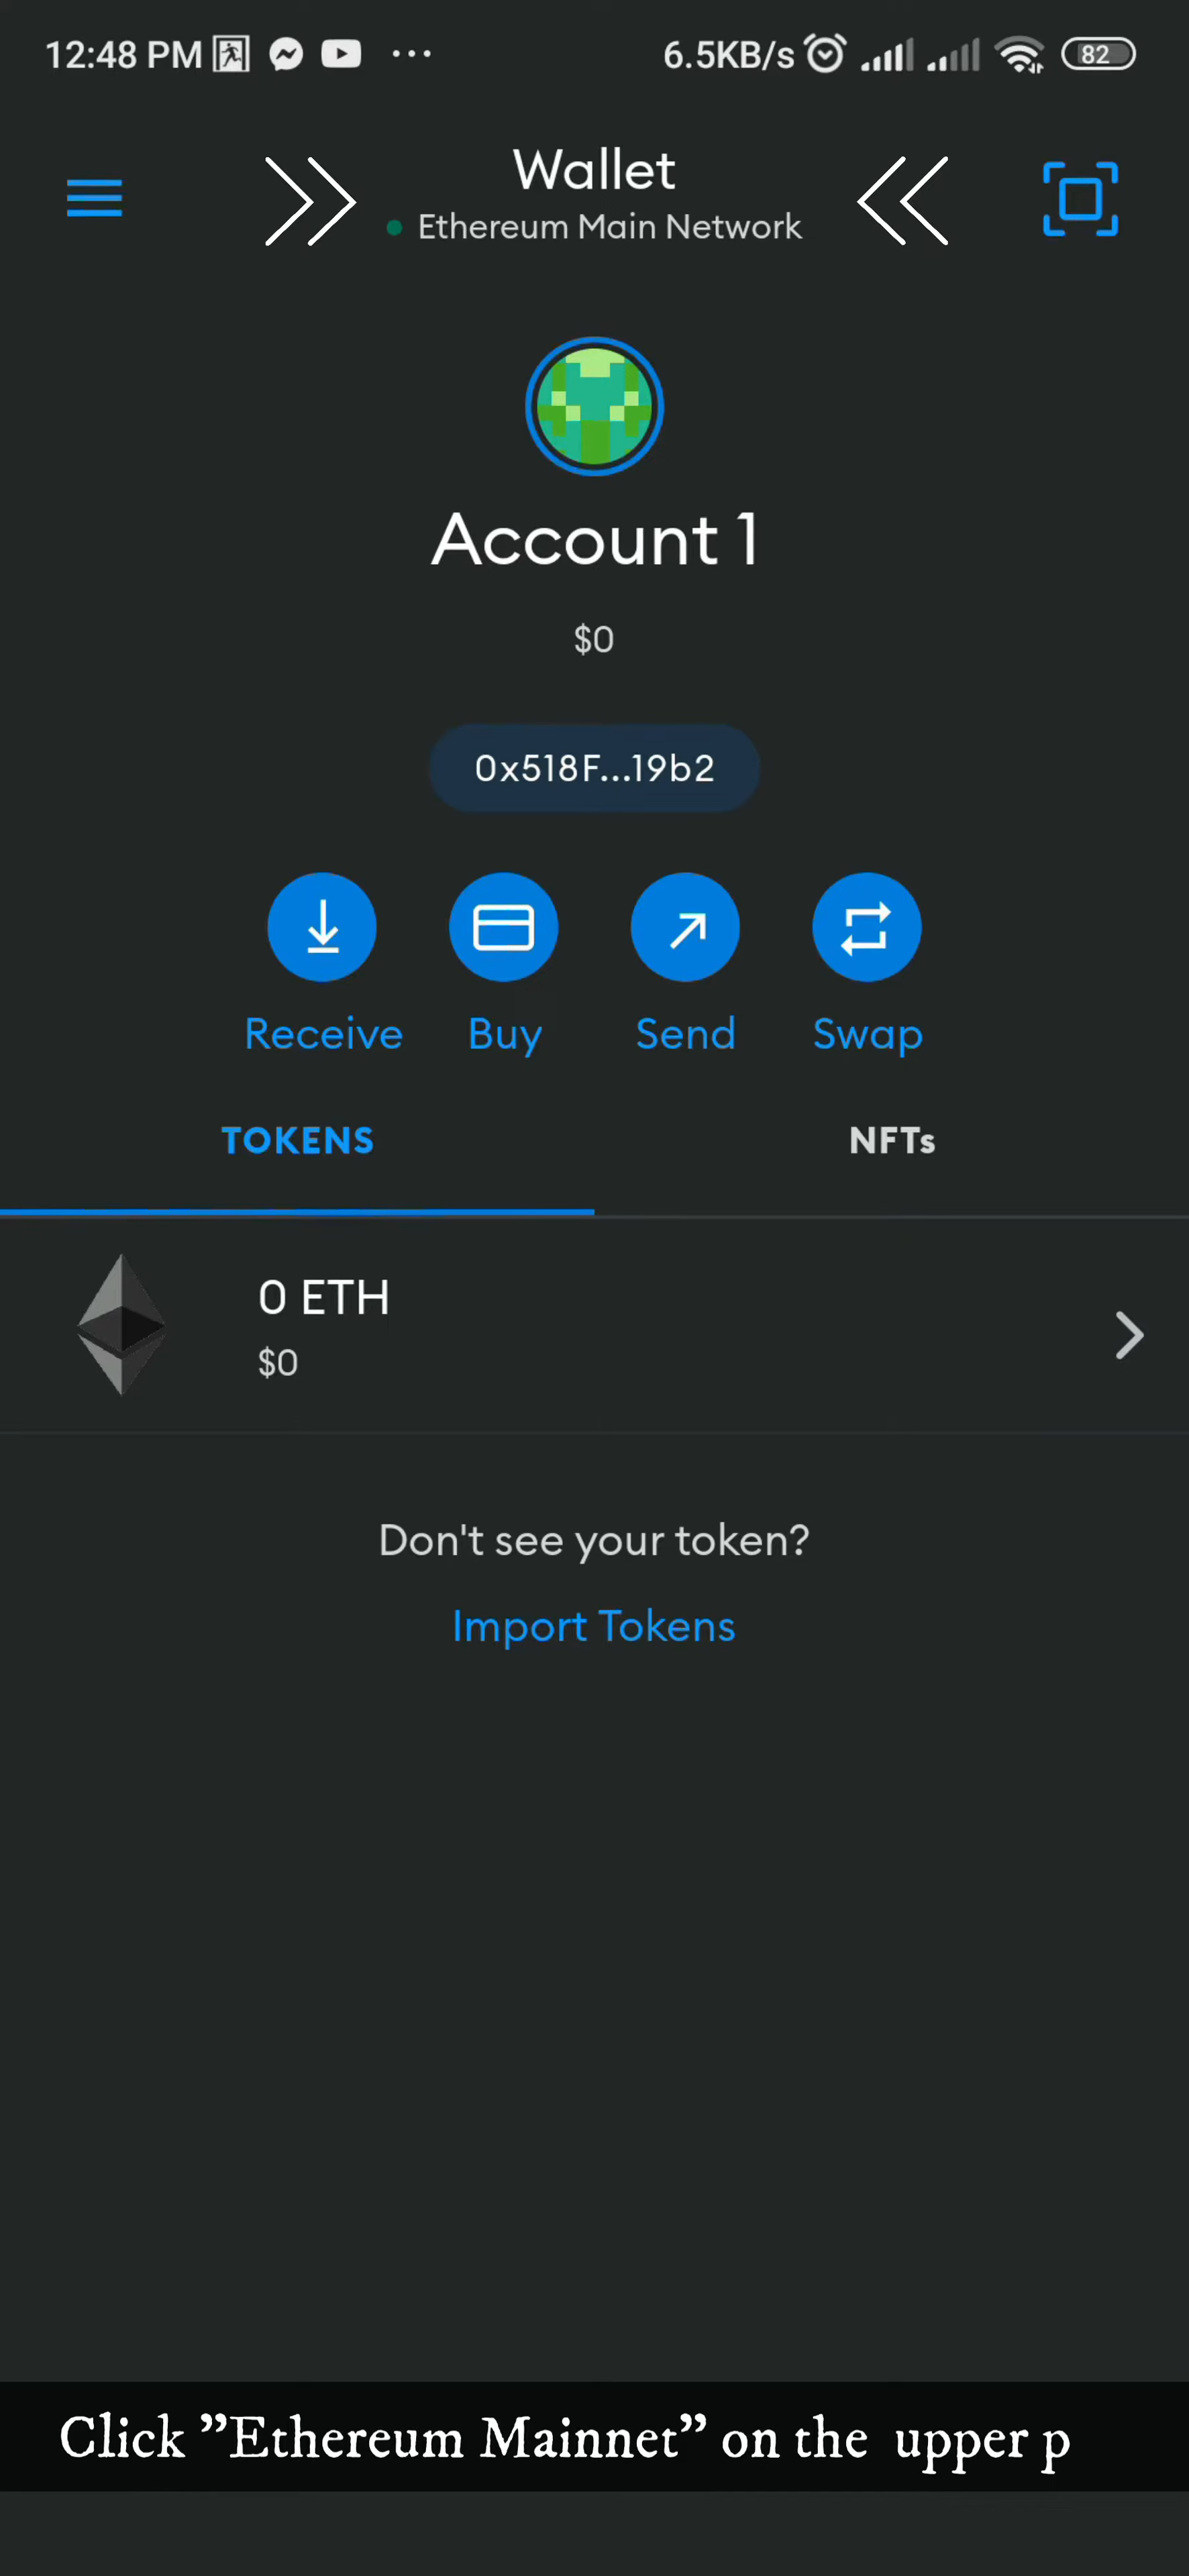 12:48 PM 6.5KB/s 82
Wallet
Ethereum Main Network
Account 1
$0
0x518F...19b2
Receive Buy Send Swap
TOKENS NFTs
0 ETH
$0
Don't see your token?
Import Tokens
Click ”Ethereum Mainnet” on the upper p